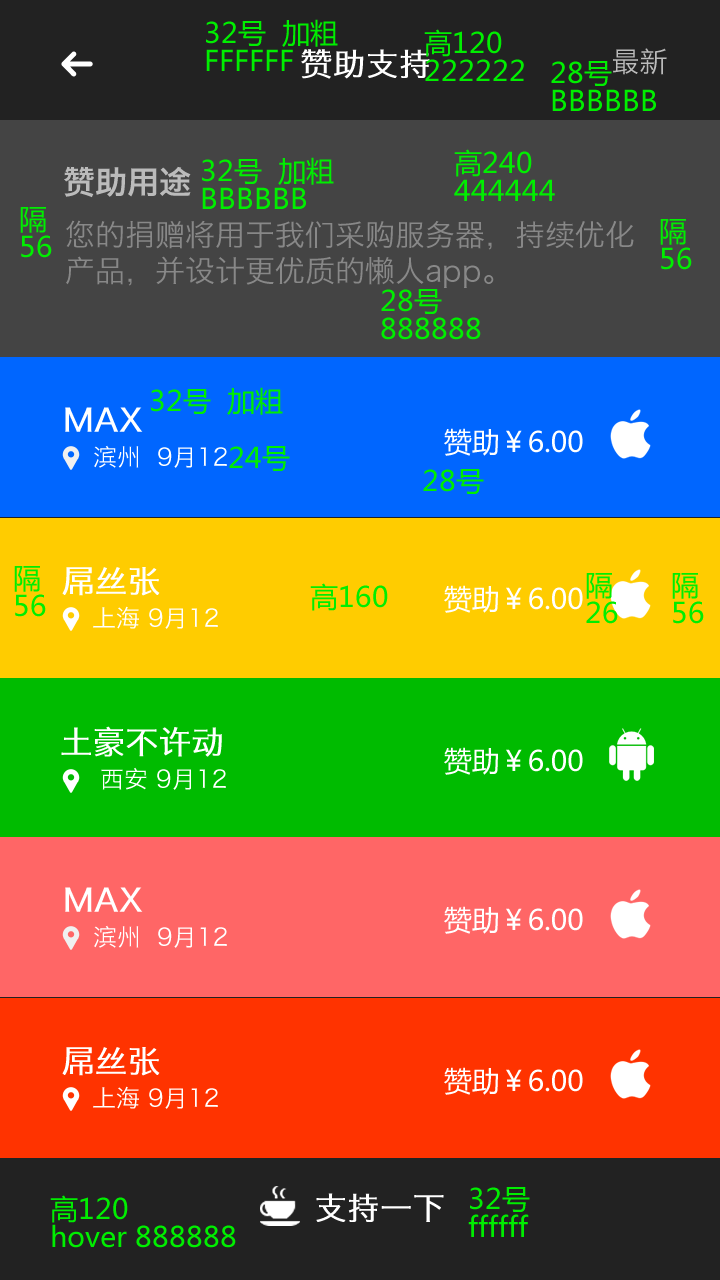 32号 加粗
FFFFFF
赞助支持
高120
222222
28号
BBBBBB
最新
赞助用途
32号 加粗
BBBBBB
高240
444444
隔
56
您的捐赠将用于我们采购服务器，持续优化
产品，并设计更优质的懒人app。
隔
56
28号
888888
MAX 32号 加粗
滨州 9月12 24号
赞助￥6.00
28号
隔
56
屌丝张
上海 9月12
高160
赞助￥6.00
隔
26
隔
56
土豪不许动
西安 9月12
赞助￥6.00
MAX
滨州 9月12
赞助￥6.00
屌丝张
上海 9月12
赞助￥6.00
高120
hover 888888
支持一下
32号
ffffff